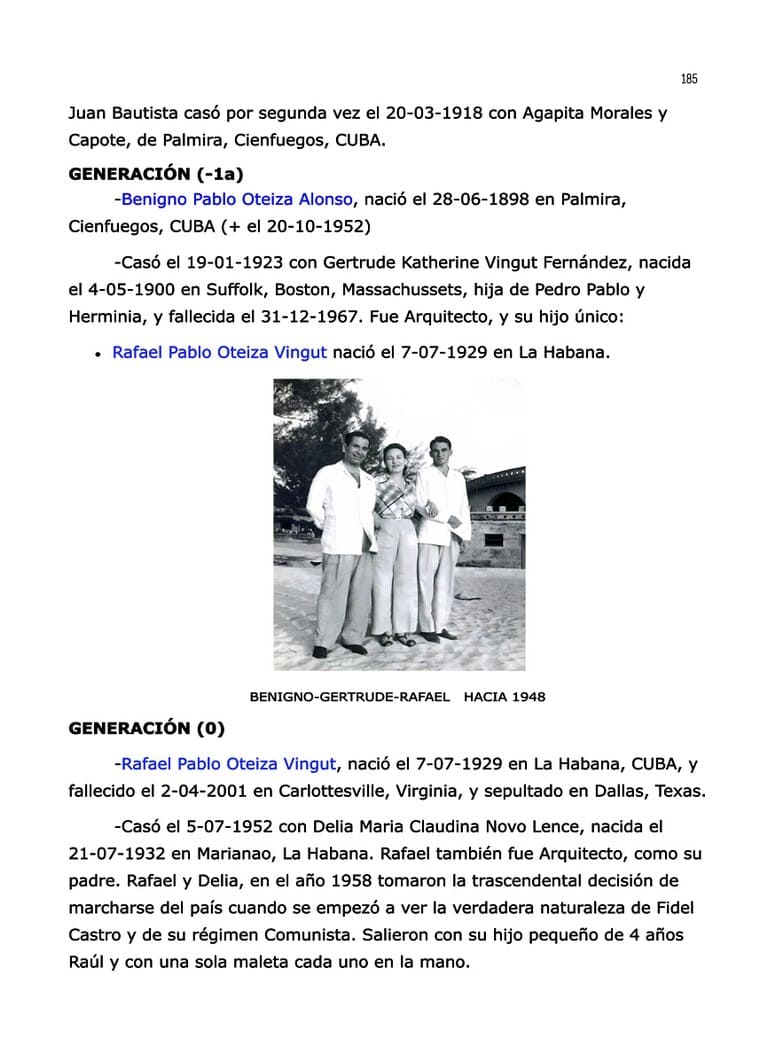 185
Juan Bautista casó por segunda vez el 20-03-1918 con Agapita Morales y
Capote, de Palmira, Cienfuegos, CUBA.
GENERACIÓN (-1a)
-Benigno Pablo Oteiza Alonso, nació el 28-06-1898 en Palmira,
Cienfuegos, CUBA (+ el 20-10-1952)
-Casó el 19-01-1923 con Gertrude Katherine Vingut Fernández, nacida
el 4-05-1900 en Suffolk, Boston, Massachussets, hija de Pedro Pablo y
Herminia, y fallecida el 31-12-1967. Fue Arquitecto, y su hijo único:
• Rafael Pablo Oteiza Vingut nació el 7-07-1929 en La Habana.
BENIGNO-GERTRUDE-RAFAEL HACIA 1948
GENERACIÓN (0)
-Rafael Pablo Oteiza Vingut, nació el 7-07-1929 en La Habana, CUBA, y
fallecido el 2-04-2001 en Carlottesville, Virginia, y sepultado en Dallas, Texas.
-Casó el 5-07-1952 con Delia Maria Claudina Novo Lence, nacida el
21-07-1932 en Marianao, La Habana. Rafael también fue Arquitecto, como su
padre. Rafael y Delia, en el año 1958 tomaron la trascendental decisión de
marcharse del país cuando se empezó a ver la verdadera naturaleza de Fidel
Castro y de su régimen Comunista. Salieron con su hijo pequeño de 4 años
Raúl y con una sola maleta cada uno en la mano.